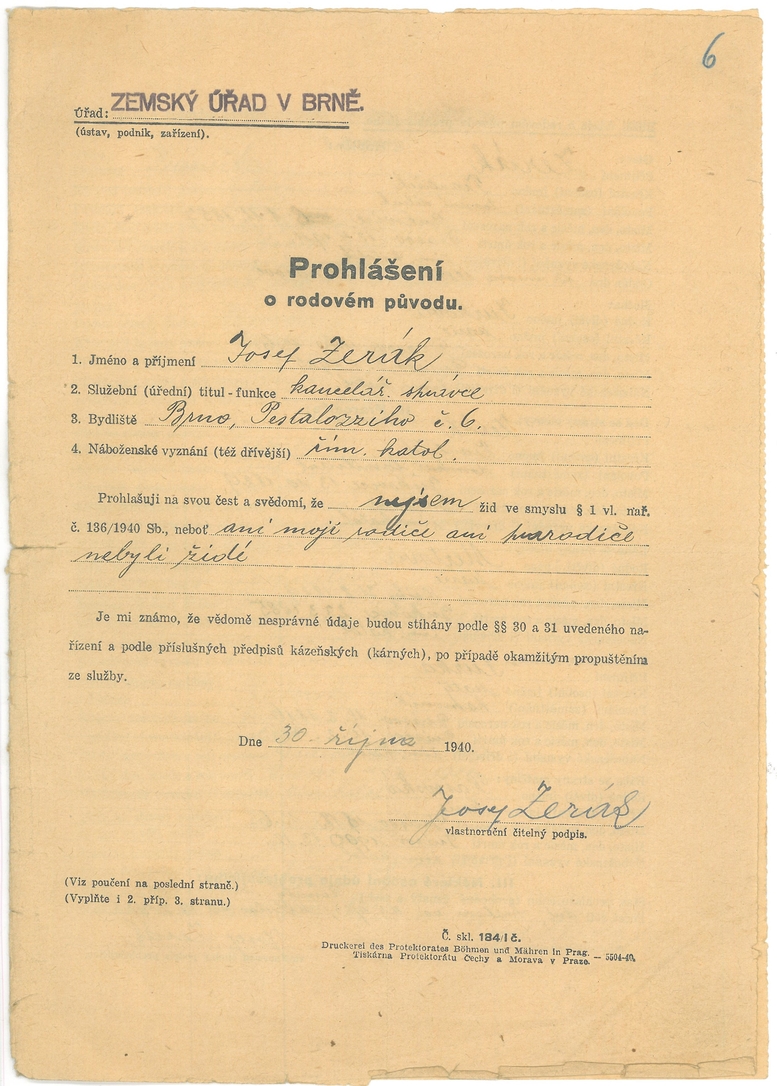 6
Úřad: ZEMSKÝ ÚŘAD V BRNĚ.
(ústav, podnik, zařízení).
Prohlášení
o rodovém původu.
1. Jméno a příjmení Josef Zerák
2. Služební (úřední) titul - funkce kancelář. správce
3. Bydliště Brno, Pestalozziho č. 6.
4. Náboženské vyznání (též dřívější) řím. katol.
Prohlašuji na svou čest a svědomí, že nejsem žid ve smyslu § 1 vl. nař.
č. 136/1940 Sb., neboť ani moji rodiče ani prarodiče
nebyli židé
Je mi známo, že vědomě nesprávné údaje budou stíhány podle §§ 30 a 31 uvedeného na-
řízení a podle příslušných předpisů kázeňských (kárných), po případě okamžitým propuštěním
ze služby.
Dne 30. října 1940.
Josef Zerák
vlastnoruční čitelný podpis.
(Viz poučení na poslední straně.)
(Vyplňte i 2. příp. 3. stranu.)
Č. skl. 184/I č.
Druckerei des Protektorates Böhmen und Mähren in Prag.
Tiskárna Protektorátu Čechy a Morava v Praze. — 5504-40.